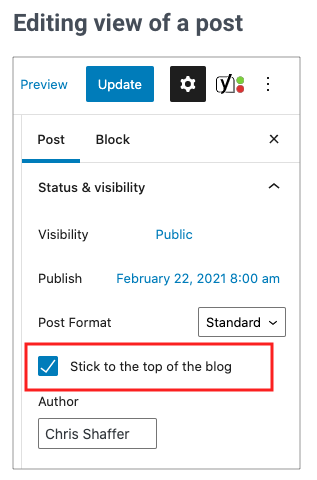 Editing view of a post
Preview Update
Post Block
Status & visibility
Visibility Public
Publish February 22, 2021 8:00 am
Post Format Standard
Stick to the top of the blog
Author
Chris Shaffer